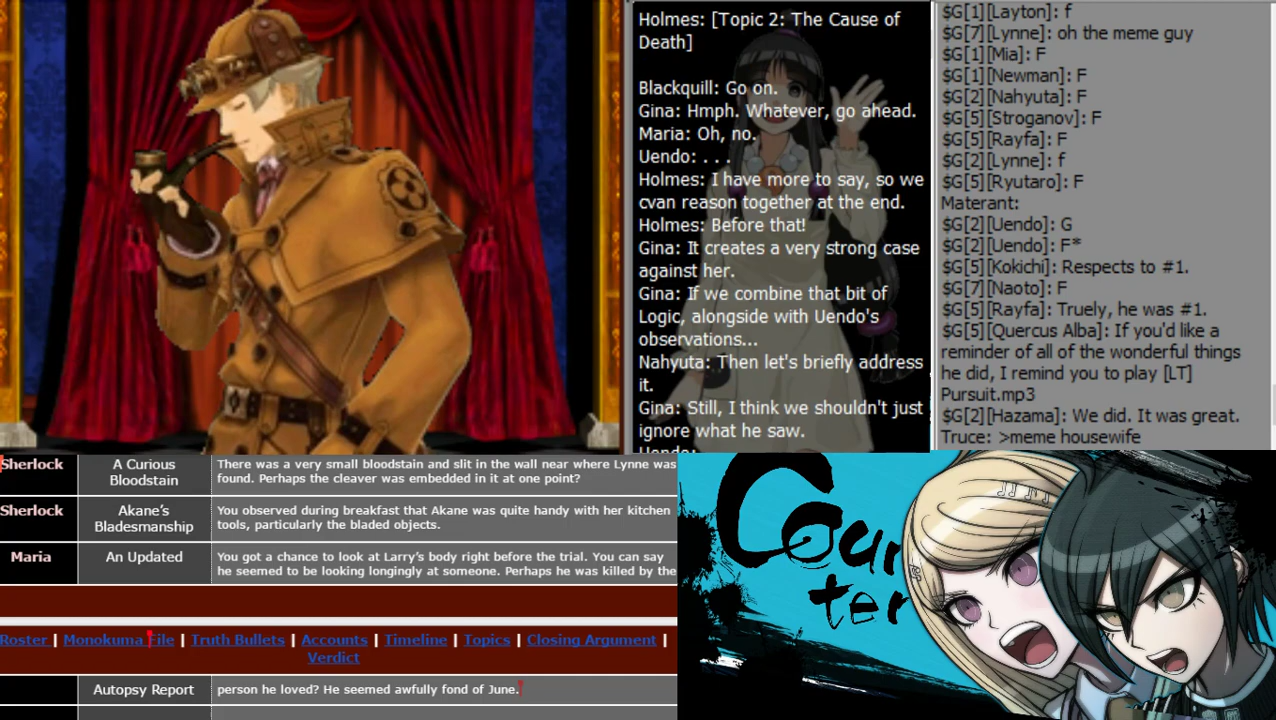 Holmes: [Topic 2: The Cause of
Death]
Blackquill: Go on.
Gina: Hmph. Whatever, go ahead.
Maria: Oh, no.
Uendo: . . .
Holmes: I have more to say, so we
cvan reason together at the end.
Holmes: Before that!
Gina: It creates a very strong case
against her.
Gina: If we combine that bit of
Logic, alongside with Uendo's
observations...
Nahyuta: Then let's briefly address
it.
Gina: Still, I think we shouldn't just
ignore what he saw.
$G[1][Layton]: f
$G[7][Lynne]: oh the meme guy
$G[1][Mia]: F
$G[1][Newman]: F
$G[2][Nahyuta]: F
$G[5][Stroganov]: F
$G[5][Rayfa]: F
$G[2][Lynne]: f
$G[5][Ryutaro]: F
Materant:
$G[2][Uendo]: G
$G[2][Uendo]: F*
$G[5][Kokichi]: Respects to #1.
$G[7][Naoto]: F
$G[5][Rayfa]: Truely, he was #1.
$G[5][Quercus Alba]: If you'd like a
reminder of all of the wonderful things
he did, I remind you to play [LT]
Pursuit.mp3
$G[2][Hazama]: We did. It was great.
Truce: >meme housewife
Sherlock
A Curious
Bloodstain
There was a very small bloodstain and slit in the wall near where Lynne was
found. Perhaps the cleaver was embedded in it at one point?
Sherlock
Akane's
Bladesmanship
You observed during breakfast that Akane was quite handy with her kitchen
tools, particularly the bladed objects.
Maria
An Updated
You got a chance to look at Larry's body right before the trial. You can say
he seemed to be looking longingly at someone. Perhaps he was killed by the
Roster | Monokuma File | Truth Bullets | Accounts | Timeline | Topics | Closing Argument |
Verdict
Autopsy Report
person he loved? He seemed awfully fond of June.
Coun
ter